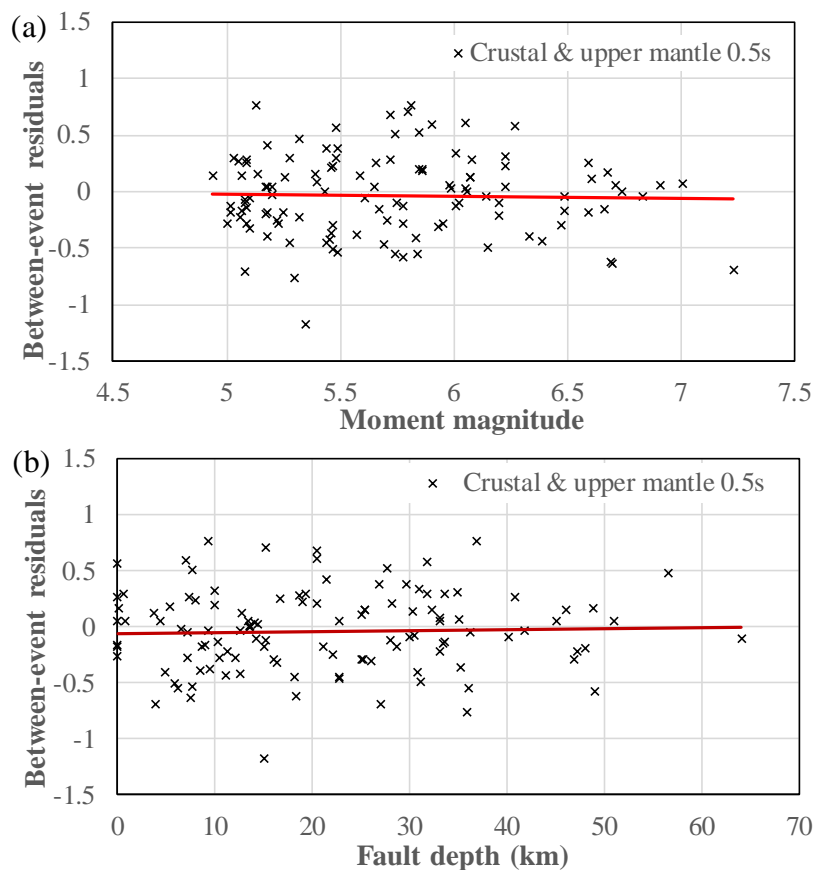 (a)
1.5
1
0.5
0
-0.5
-1
-1.5
Between-event residuals
Crustal & upper mantle 0.5s
4.5 5 5.5 6 6.5 7 7.5
Moment magnitude
(b)
1.5
1
0.5
0
-0.5
-1
-1.5
Between-event residuals
Crustal & upper mantle 0.5s
0 10 20 30 40 50 60 70
Fault depth (km)